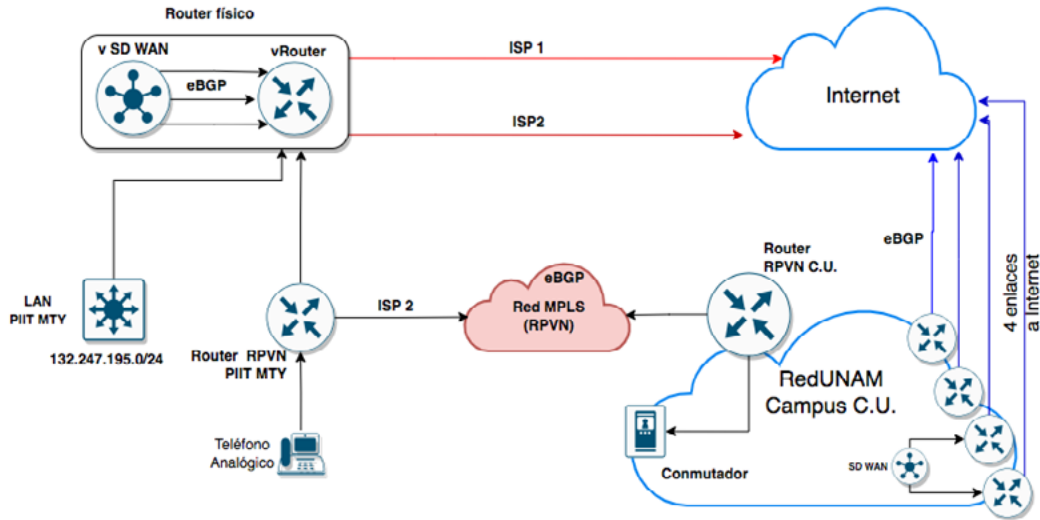 Router físico
v SD WAN
vRouter
eBGP
ISP 1
ISP2
Internet
LAN
PIIT MTY
132.247.195.0/24
Router RPVN
PIIT MTY
ISP 2
eBGP
Red MPLS
(RPVN)
Router
RPVN C.U.
eBGP
4 enlaces
a Internet
RedUNAM
Campus C.U.
Teléfono
Analógico
Conmutador
SD WAN